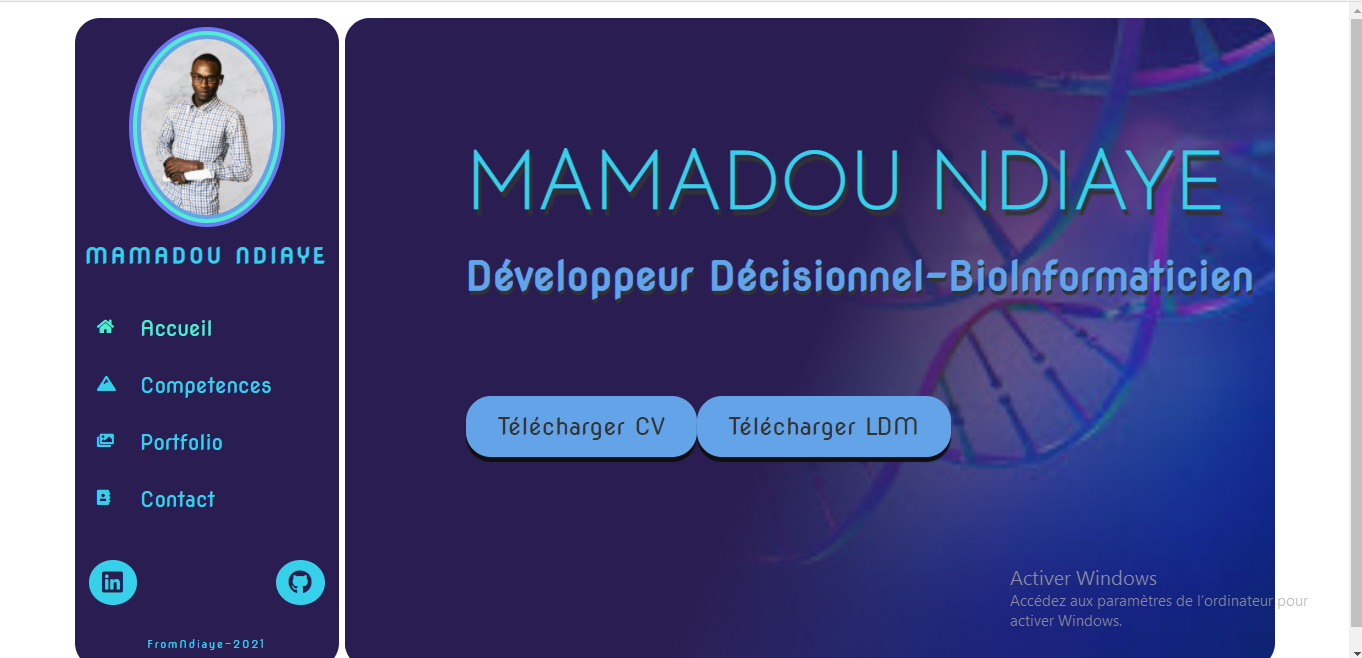 MAMADOU NDIAYE
Accueil
Competences
Portfolio
Contact
FromNdiaye-2021
MAMADOU NDIAYE
Développeur Décisionnel-BioInformaticien
Télécharger CV
Télécharger LDM
Activer Windows
Accédez aux paramètres de l'ordinateur pour
activer Windows.